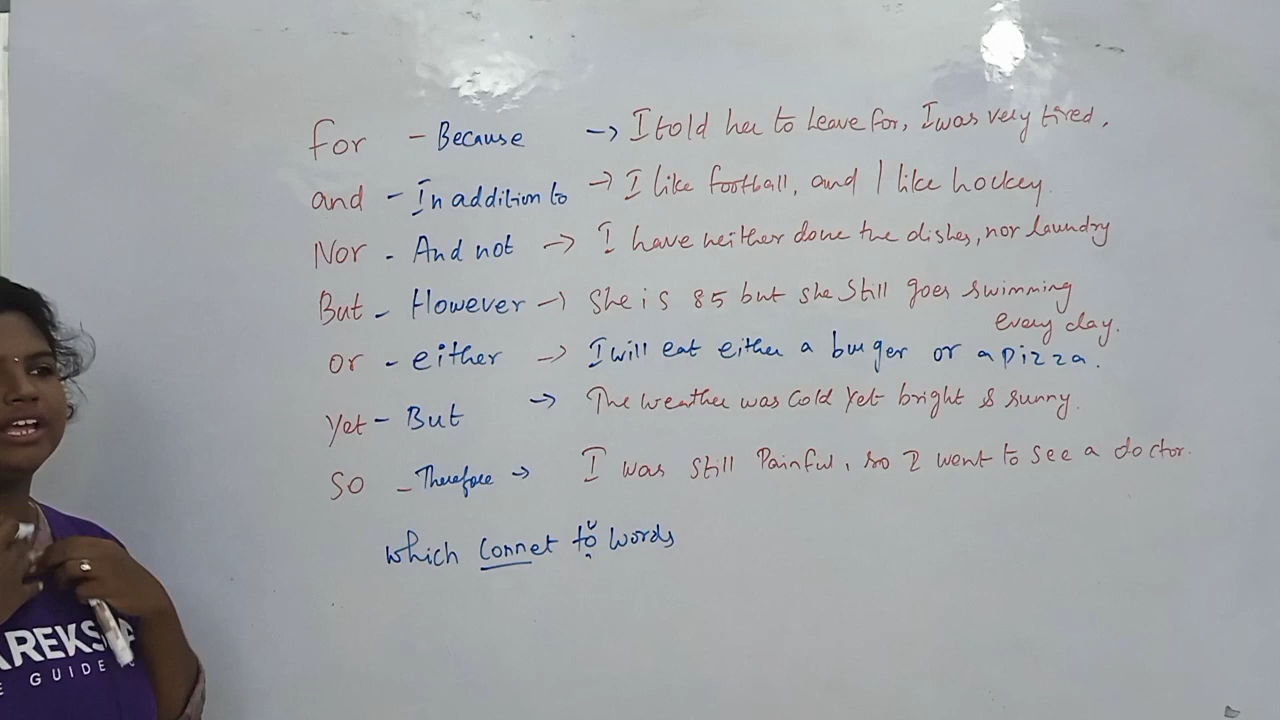 For - Because -> I told her to leave for, I was very tired.
and - In addition to -> I like football, and I like hockey.
Nor - And not -> I have neither done the dishes, nor laundry
But - However -> She is 85 but she still goes swimming
every day.
or - either -> I will eat either a burger or a pizza.
Yet - But -> The weather was cold yet bright & sunny.
So - Therefore -> I was still Painful, so I went to see a doctor.
which connet to words
AREKS
E GUIDE